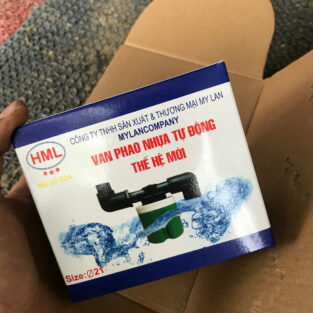 CÔNG TY TNHH SẢN XUẤT & THƯƠNG MẠI MY LAN
MYLANCOMPANY
HML
VAN PHAO NHỰA TỰ ĐỘNG
THẾ HỆ MỚI
Size:Ø21